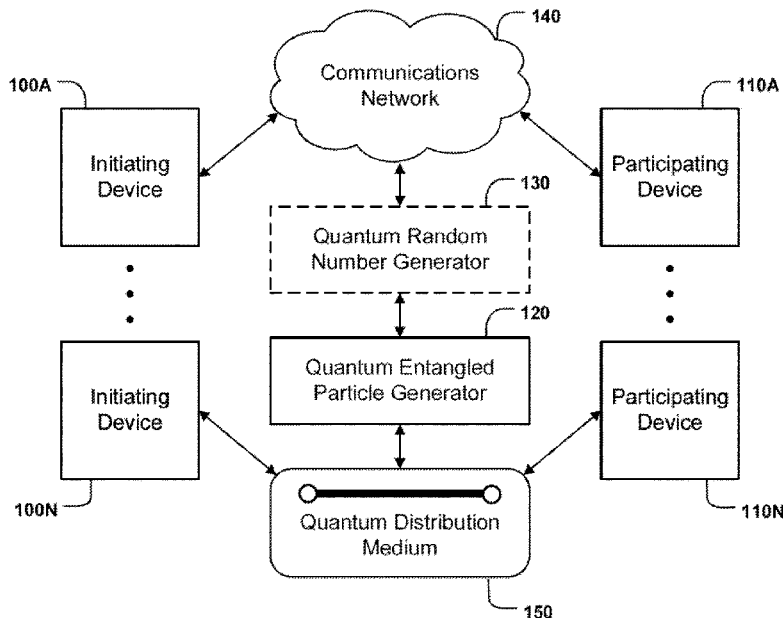 140
Communications
Network
100A
Initiating
Device
110A
Participating
Device
130
Quantum Random
Number Generator
120
Quantum Entangled
Particle Generator
Initiating
Device
100N
Participating
Device
110N
Quantum Distribution
Medium
150